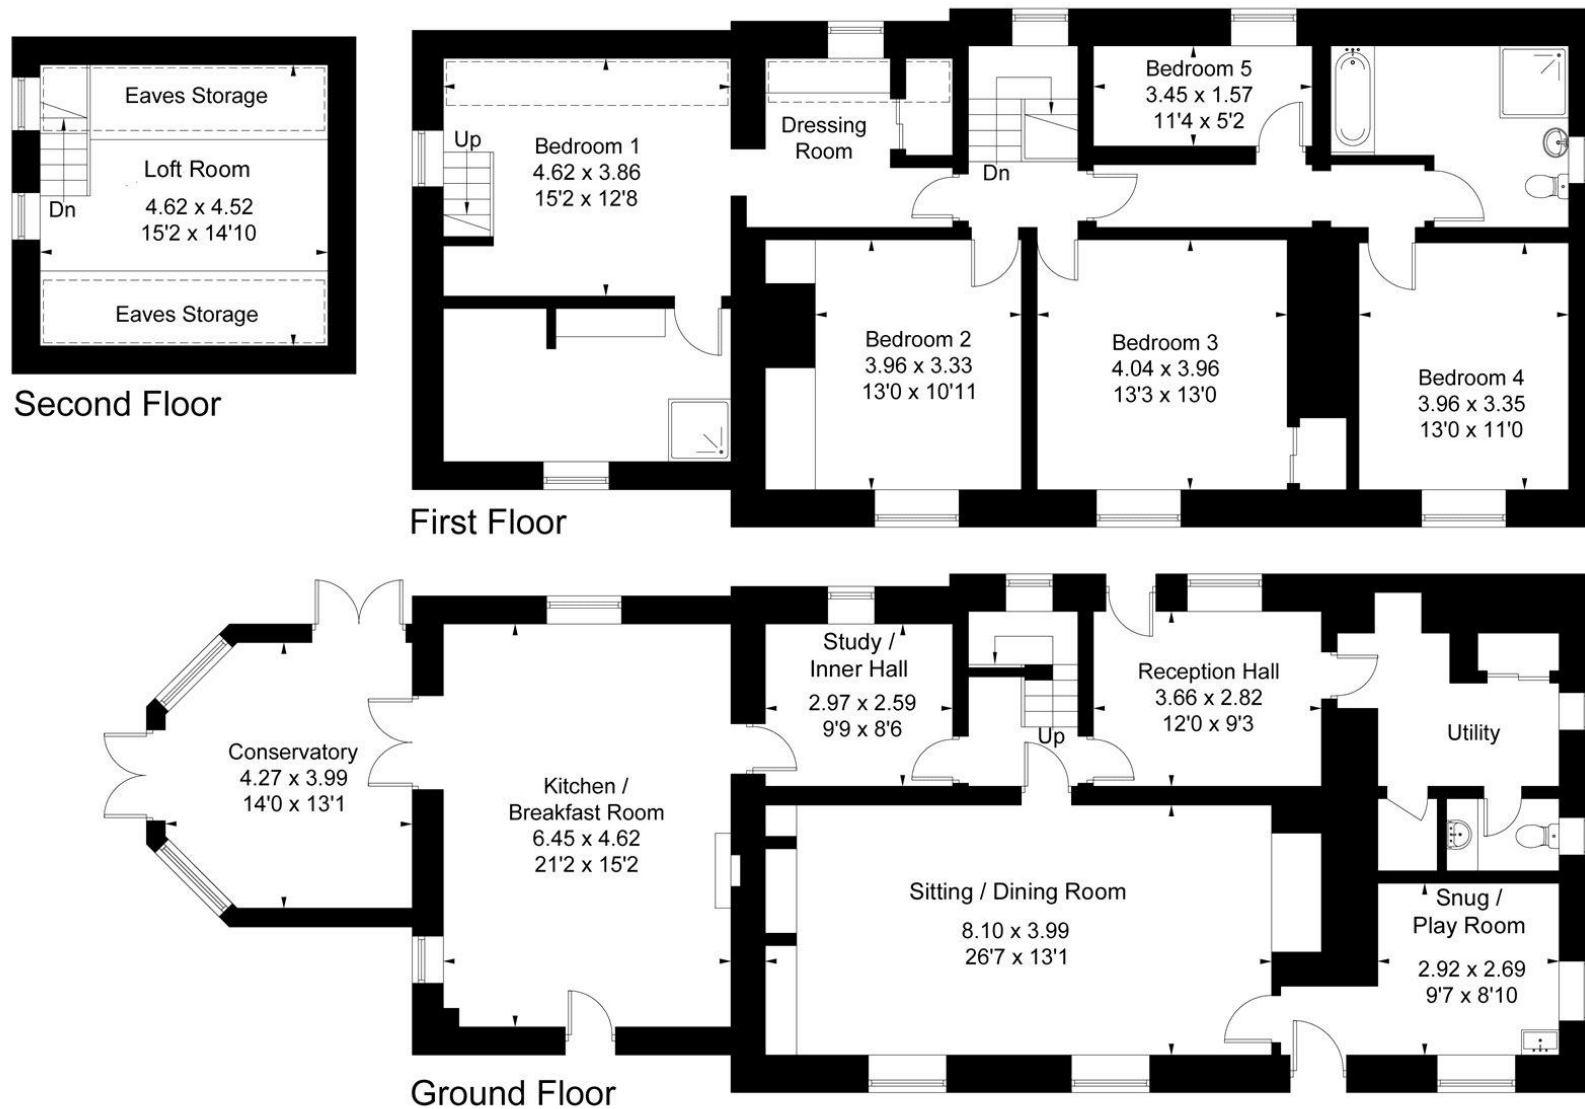 Eaves Storage
Loft Room
4.62 x 4.52
15'2 x 14'10
Dn
Eaves Storage
Second Floor
Up
Bedroom 1
4.62 x 3.86
15'2 x 12'8
Dressing
Room
Dn
Bedroom 5
3.45 x 1.57
11'4 x 5'2
Bedroom 2
3.96 x 3.33
13'0 x 10'11
Bedroom 3
4.04 x 3.96
13'3 x 13'0
Bedroom 4
3.96 x 3.35
13'0 x 11'0
First Floor
Conservatory
4.27 x 3.99
14'0 x 13'1
Kitchen /
Breakfast Room
6.45 x 4.62
21'2 x 15'2
Study /
Inner Hall
2.97 x 2.59
9'9 x 8'6
Up
Reception Hall
3.66 x 2.82
12'0 x 9'3
Utility
Sitting / Dining Room
8.10 x 3.99
26'7 x 13'1
Snug /
Play Room
2.92 x 2.69
9'7 x 8'10
Ground Floor